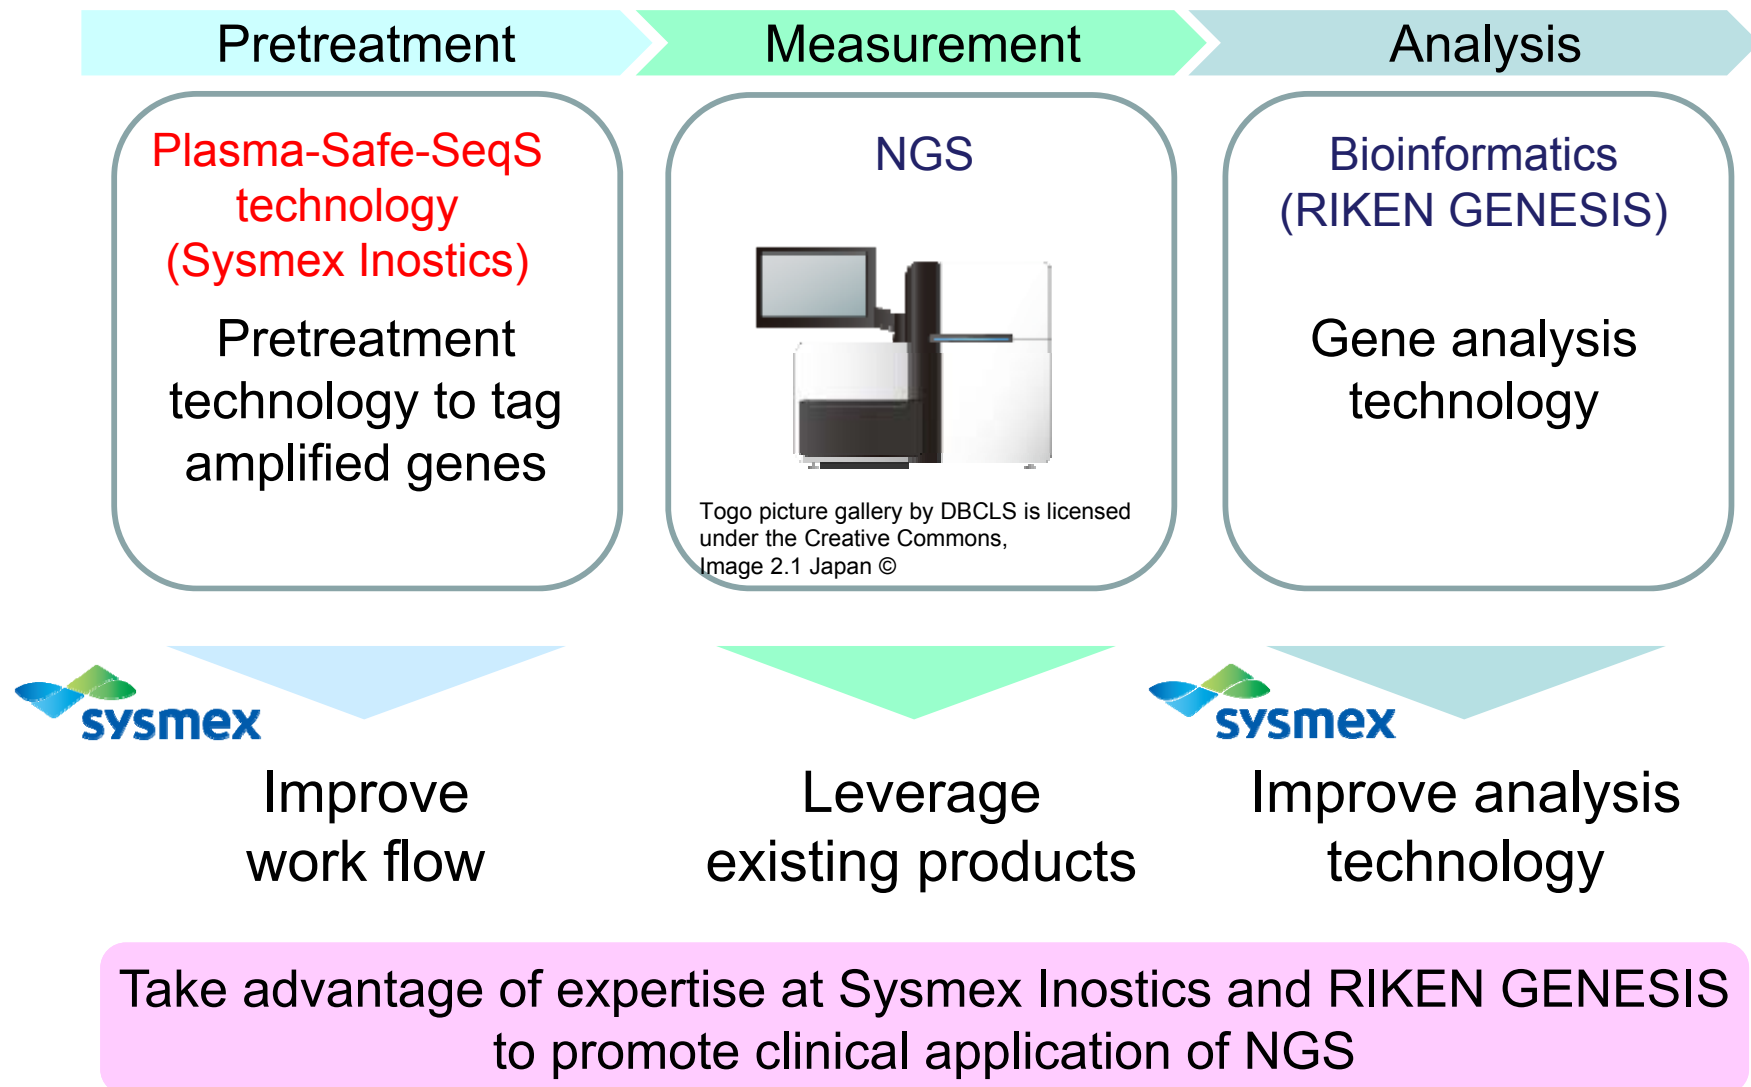 Pretreatment
Measurement
Analysis
Plasma-Safe-SeqS
technology
(Sysmex Inostics)
Pretreatment
technology to tag
amplified genes
NGS
Togo picture gallery by DBCLS is licensed
under the Creative Commons,
Image 2.1 Japan ©
Bioinformatics
(RIKEN GENESIS)
Gene analysis
technology
sysmex
Improve
work flow
Leverage
existing products
sysmex
Improve analysis
technology
Take advantage of expertise at Sysmex Inostics and RIKEN GENESIS
to promote clinical application of NGS